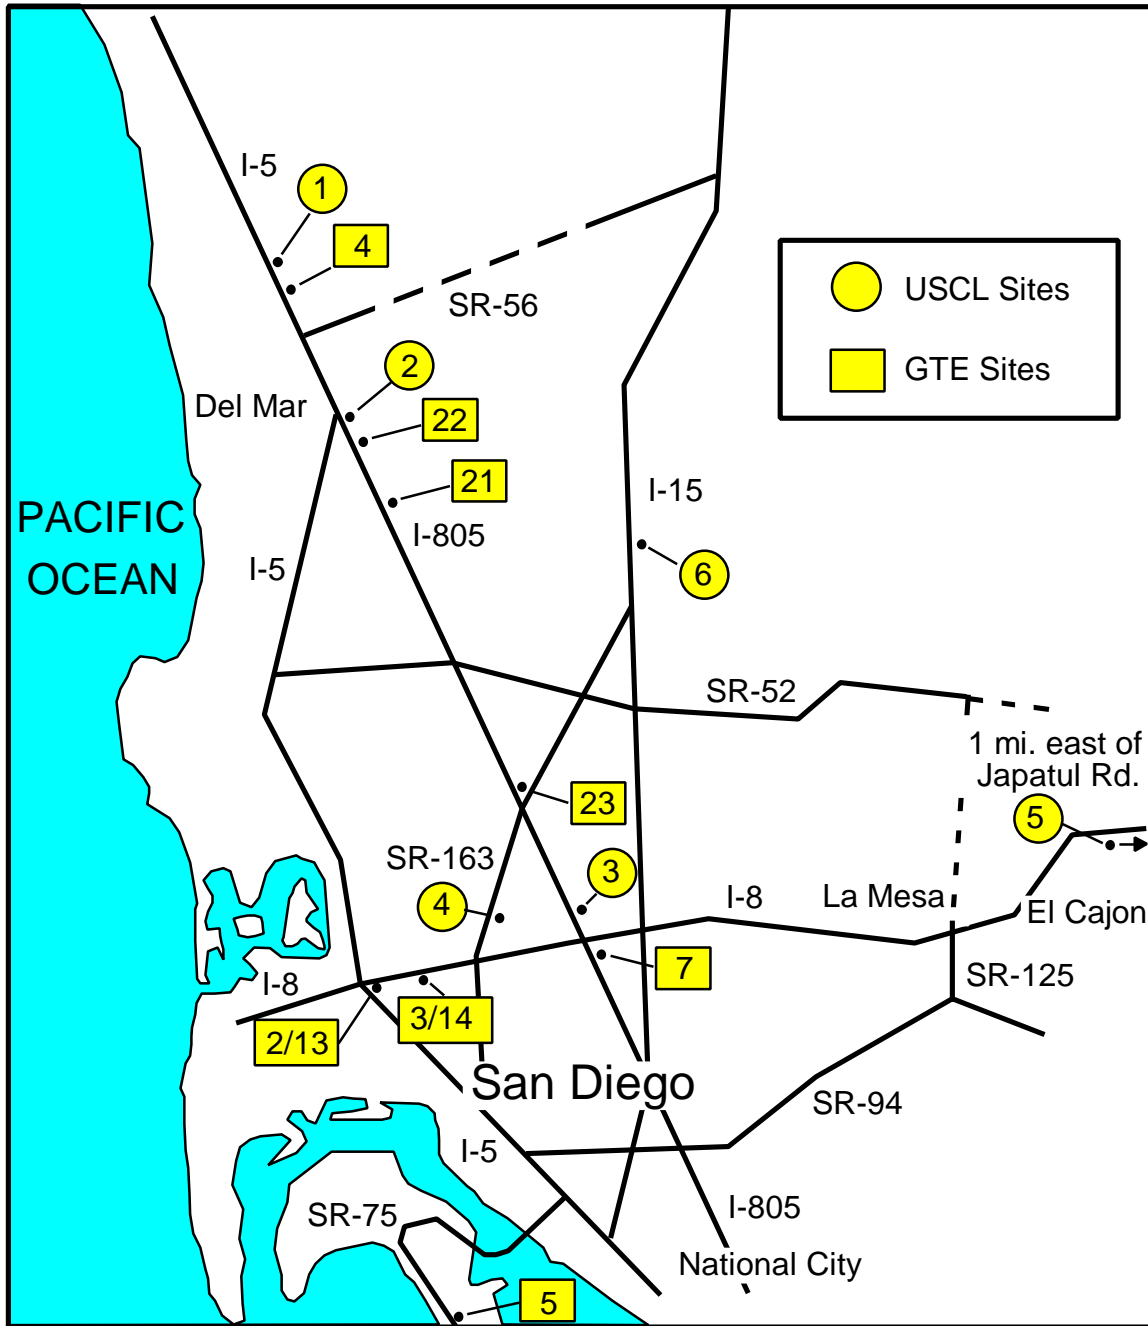 I-5
1
4
SR-56
USCL Sites
GTE Sites
2
Del Mar
22
21
I-15
I-805
PACIFIC
OCEAN
I-5
6
SR-52
1 mi. east of
Japatul Rd.
5
23
SR-163
3
4
I-8
La Mesa
El Cajon
7
SR-125
I-8
3/14
2/13
San Diego
SR-94
I-5
SR-75
I-805
National City
5